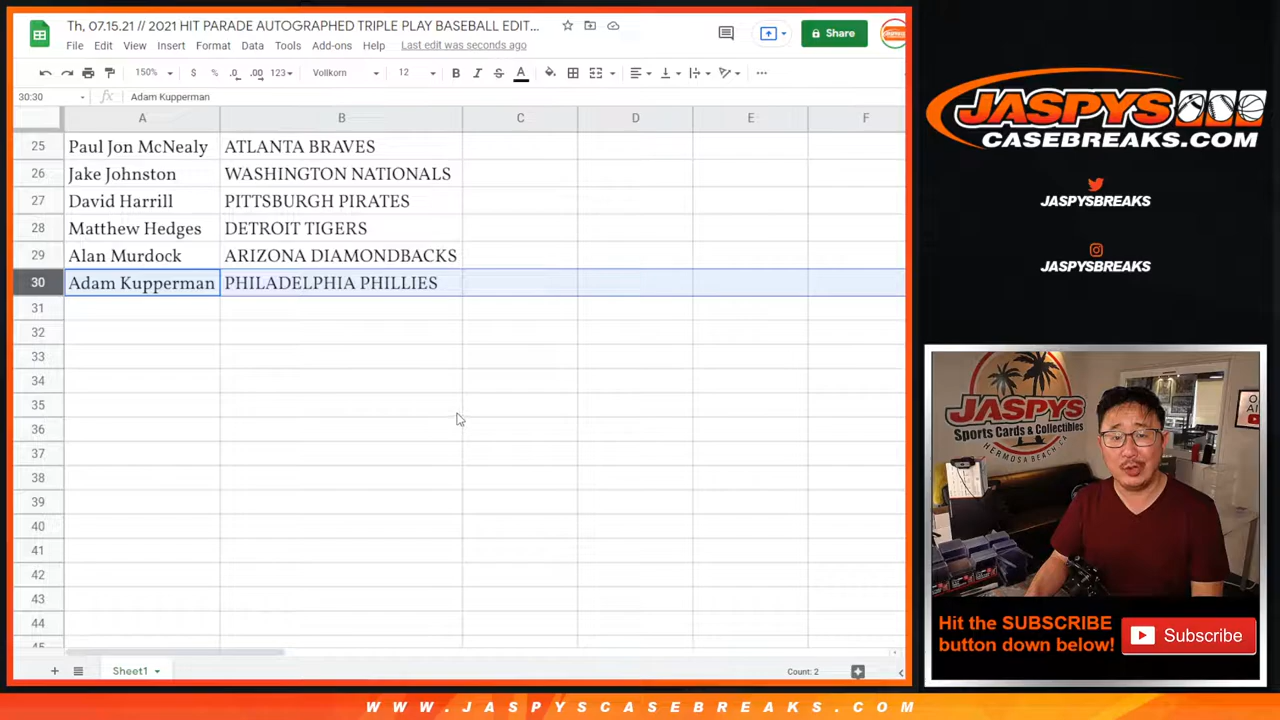 Th, 07.15.21 // 2021 HIT PARADE AUTOGRAPHED TRIPLE PLAY BASEBALL EDIT...
File Edit View Insert Format Data Tools Add-ons Help Last edit was seconds ago
Share
150% $ % .0 .00 123 Vollkorn 12 B I S A
30:30 fx Adam Kupperman
A B C D E F
25 Paul Jon McNealy ATLANTA BRAVES
26 Jake Johnston WASHINGTON NATIONALS
27 David Harrill PITTSBURGH PIRATES
28 Matthew Hedges DETROIT TIGERS
29 Alan Murdock ARIZONA DIAMONDBACKS
30 Adam Kupperman PHILADELPHIA PHILLIES
31
32
33
34
35
36
37
38
39
40
41
42
43
44
45
Sheet1
Count: 2
JASPYS
CASEBREAKS.COM
JASPYSBREAKS
JASPYSBREAKS
JASPYS
Sports Cards & Collectibles
HERMOSA BEACH CA
Hit the SUBSCRIBE
button down below!
Subscribe
WWW.JASPYSCASEBREAKS.COM